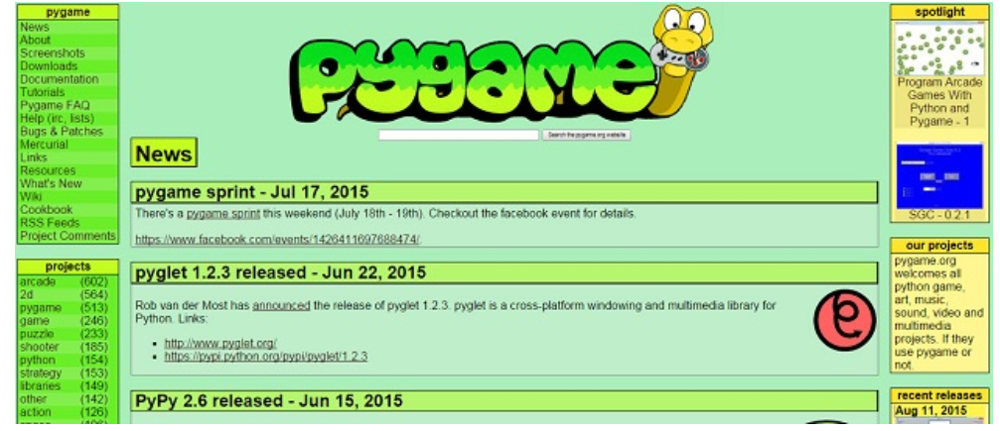 pygame
News
About
Screenshots
Downloads
Documentation
Tutorials
Pygame FAQ
Help (irc, lists)
Bugs & Patches
Mercurial
Links
Resources
What's New
Wiki
Cookbook
RSS Feeds
Project Comments
projects
arcade (602)
2d (564)
pygame (513)
game (246)
puzzle (233)
shooter (185)
python (154)
strategy (153)
libraries (149)
other (142)
action (126)
pygame
Search the pygame.org website
News
pygame sprint - Jul 17, 2015
There's a pygame sprint this weekend (July 18th - 19th). Checkout the facebook event for details.
https://www.facebook.com/events/1426411697688474/.
pyglet 1.2.3 released - Jun 22, 2015
Rob van der Most has announced the release of pyglet 1.2.3. pyglet is a cross-platform windowing and multimedia library for
Python. Links:
http://www.pyglet.org/
https://pypi.python.org/pypi/pyglet/1.2.3
PyPy 2.6 released - Jun 15, 2015
spotlight
Program Arcade
Games With
Python and
Pygame - 1
SGC - 0.2.1
our projects
pygame.org
welcomes all
python game,
art, music,
sound, video and
multimedia
projects. If they
use pygame or
not.
recent releases
Aug 11, 2015